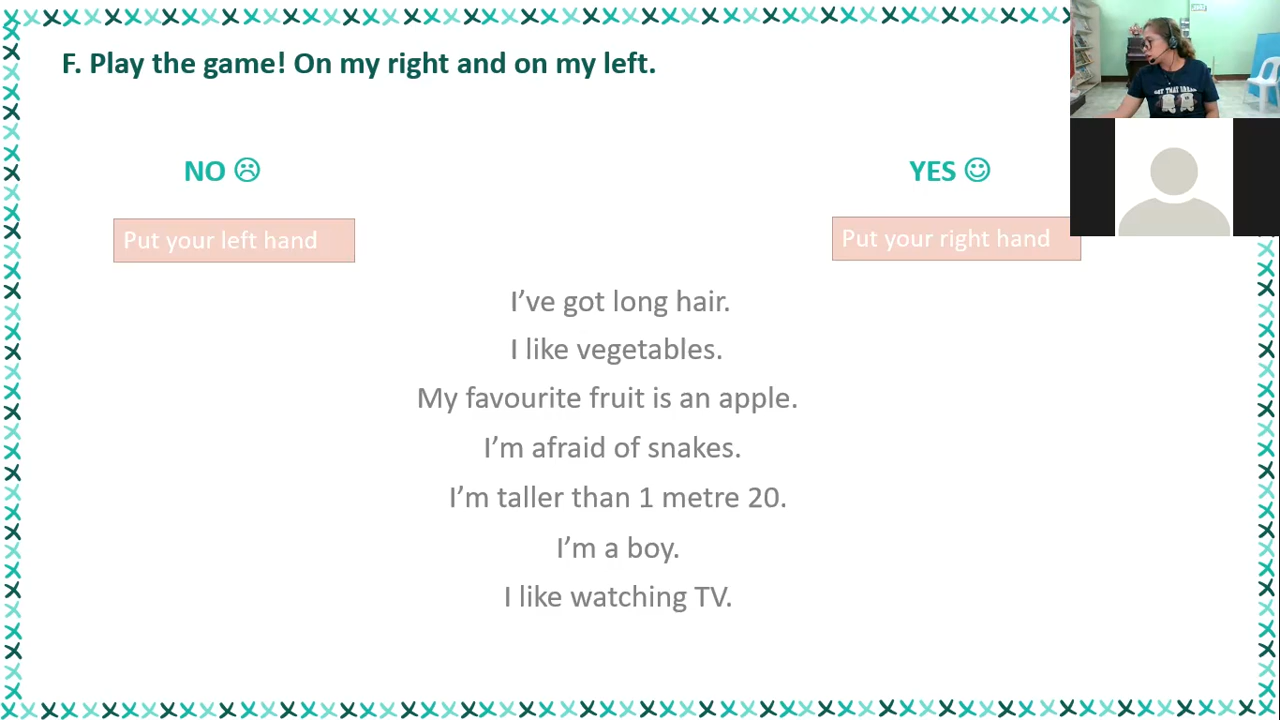 F. Play the game! On my right and on my left.
NO ☹
YES ☺
Put your left hand
Put your right hand
I’ve got long hair.
I like vegetables.
My favourite fruit is an apple.
I’m afraid of snakes.
I’m taller than 1 metre 20.
I’m a boy.
I like watching TV.